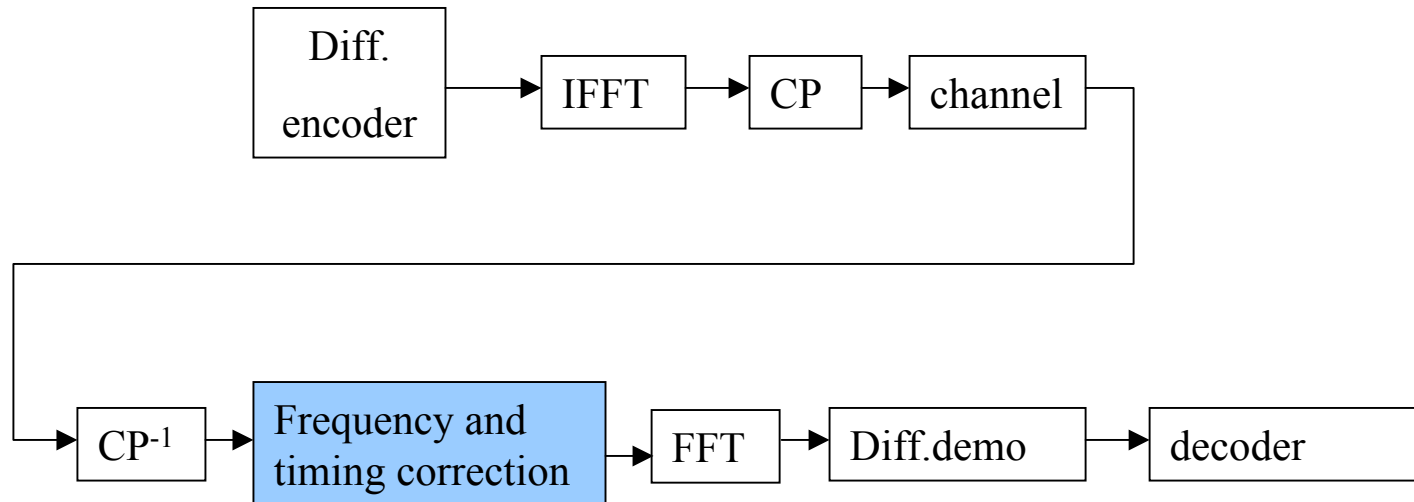 Diff.
encoder
IFFT
CP
channel
CP⁻¹
Frequency and
timing correction
FFT
Diff.demo
decoder